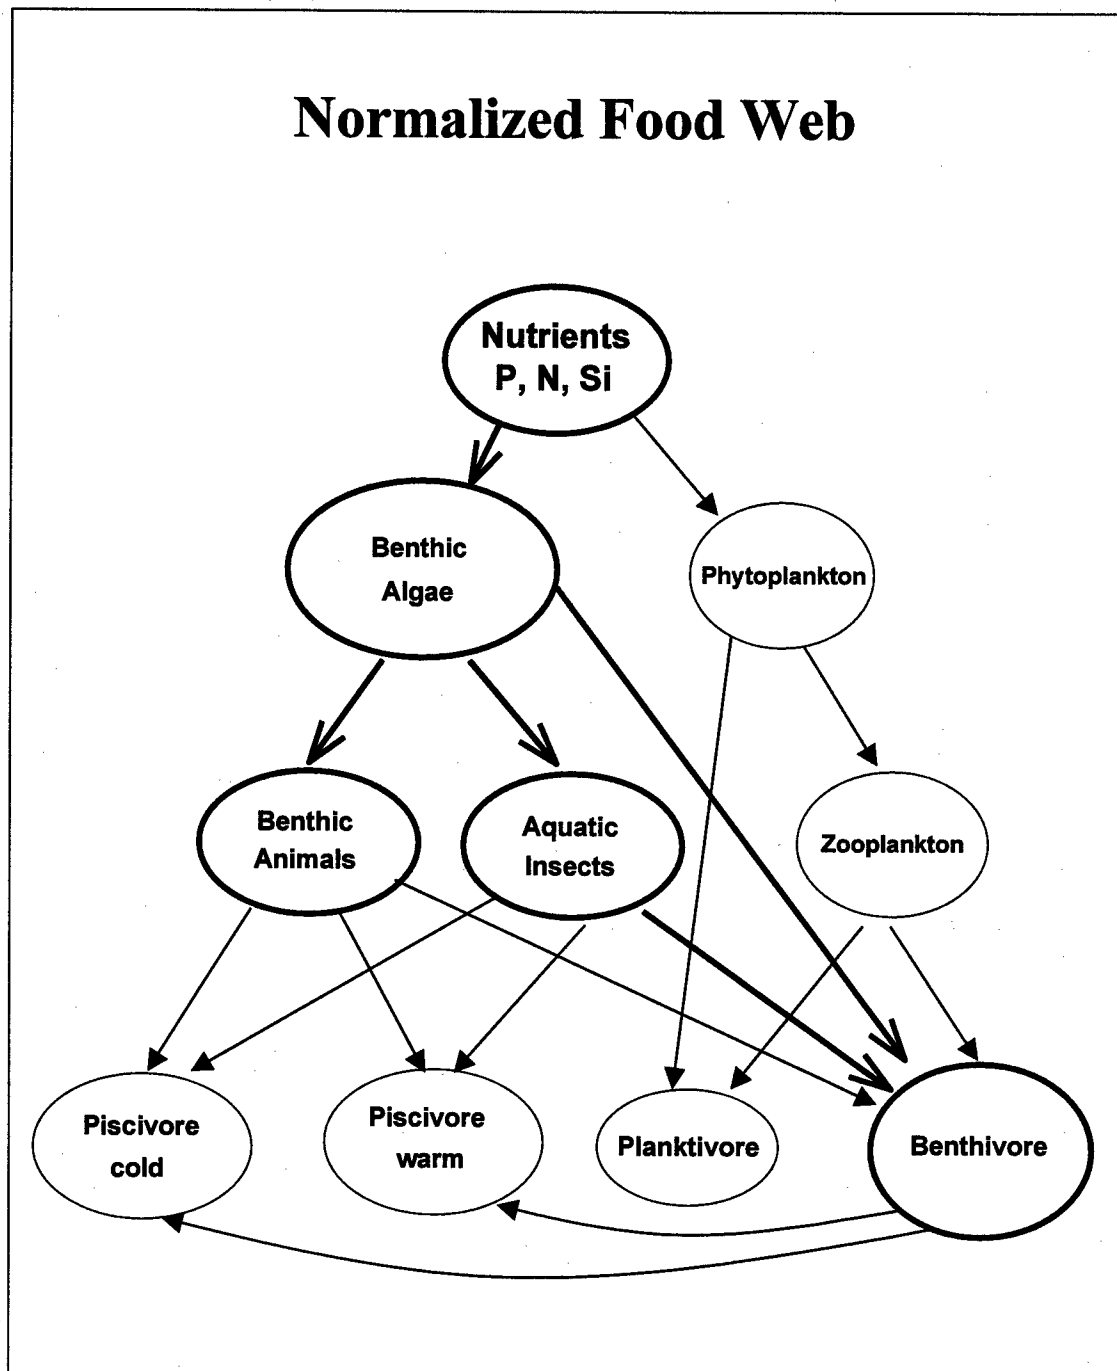 Normalized Food Web
Nutrients
P, N, Si
Benthic
Algae
Phytoplankton
Benthic
Animals
Aquatic
Insects
Zooplankton
Piscivore
cold
Piscivore
warm
Planktivore
Benthivore